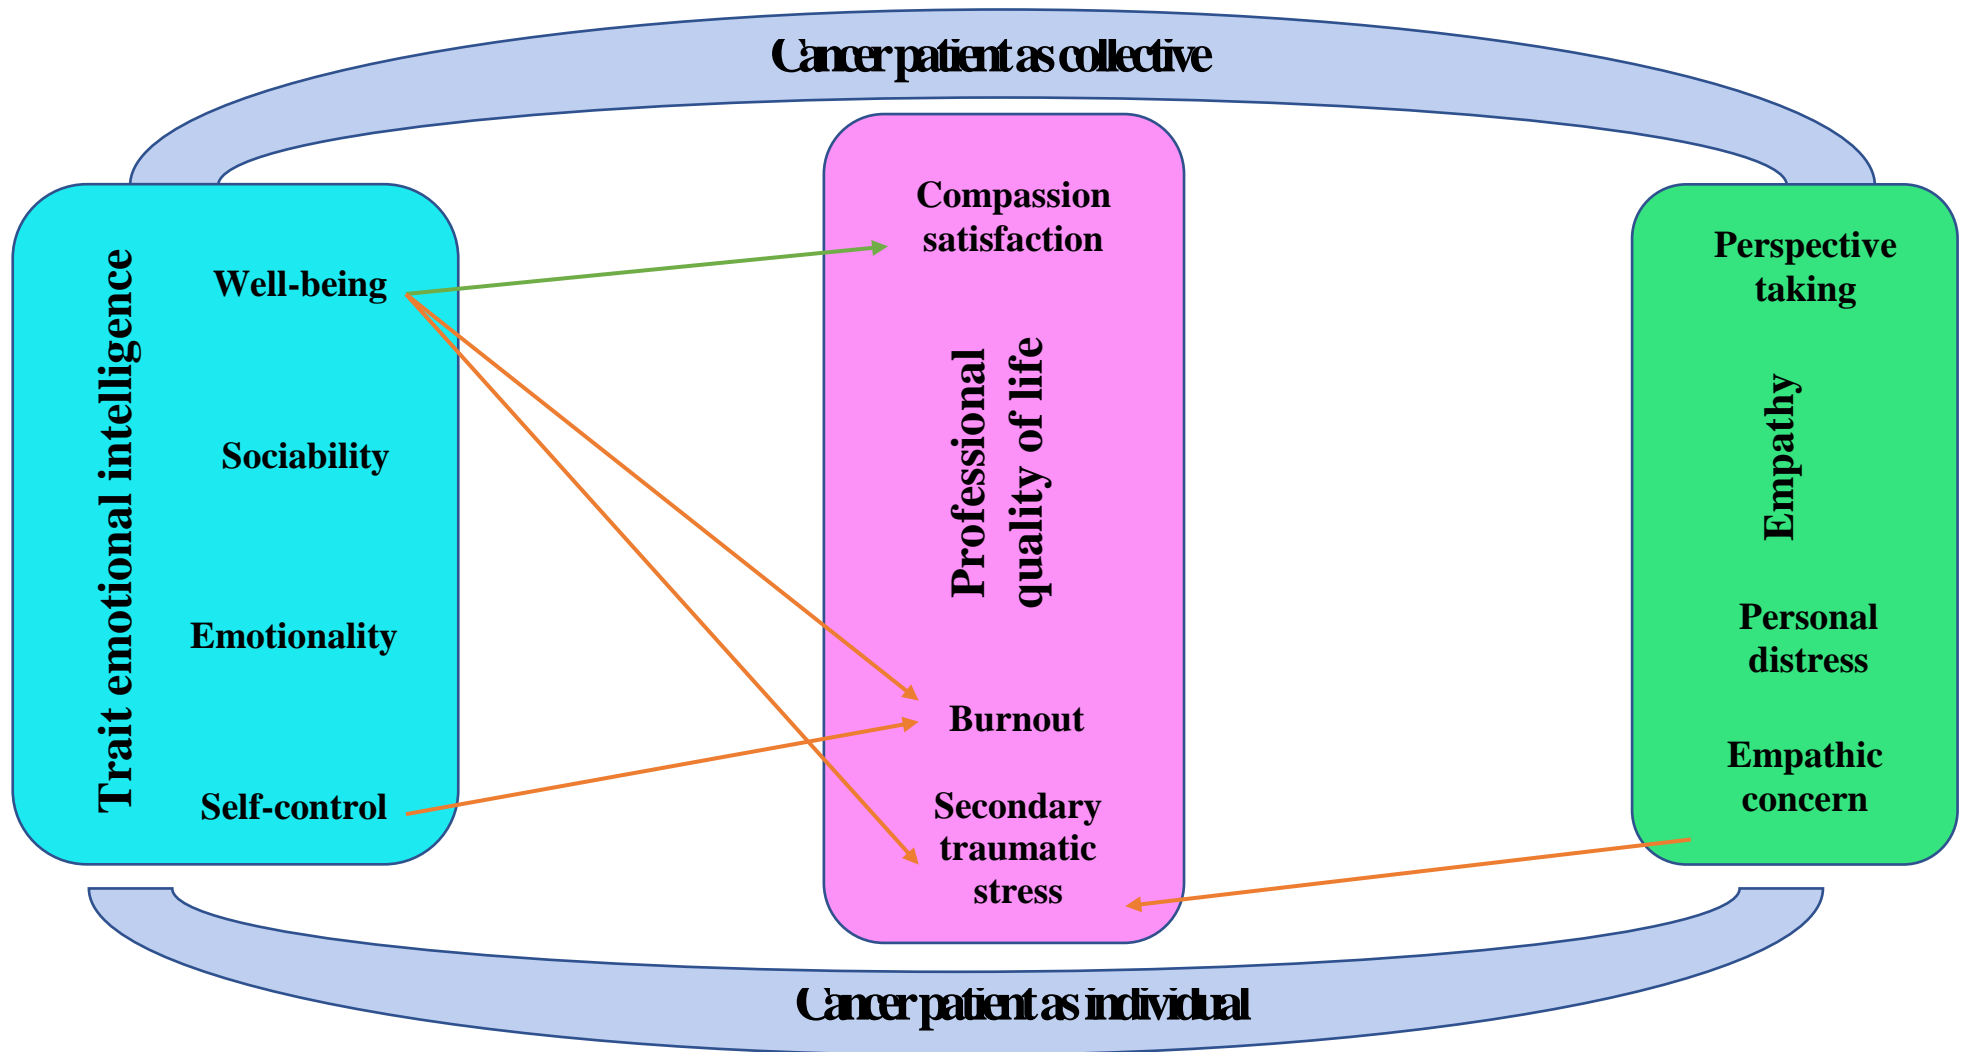 Cancer patient as collective
Trait emotional intelligence
Well-being
Sociability
Emotionality
Self-control
Compassion
satisfaction
Professional
quality of life
Burnout
Secondary
traumatic
stress
Perspective
taking
Empathy
Personal
distress
Empathic
concern
Cancer patient as individual